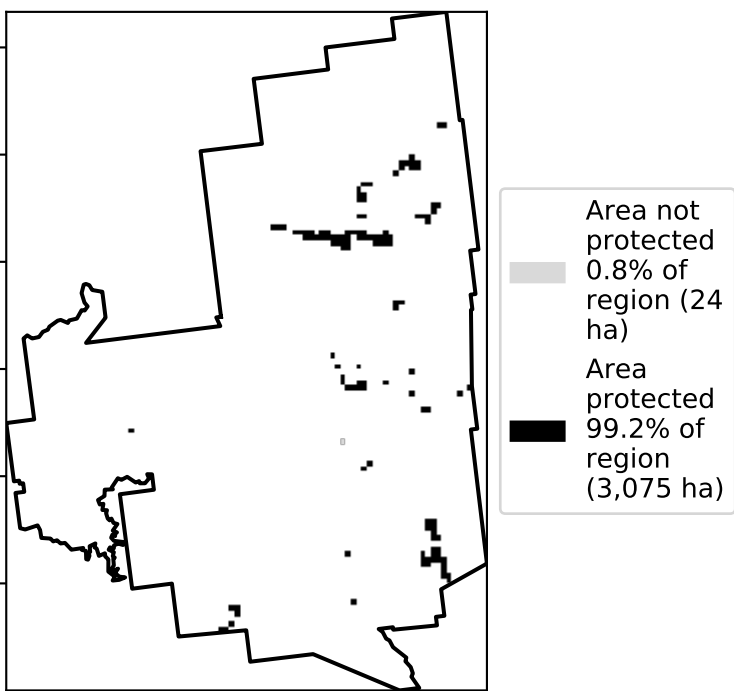 Area not
protected
0.8% of
region (24
ha)
Area
protected
99.2% of
region
(3,075 ha)